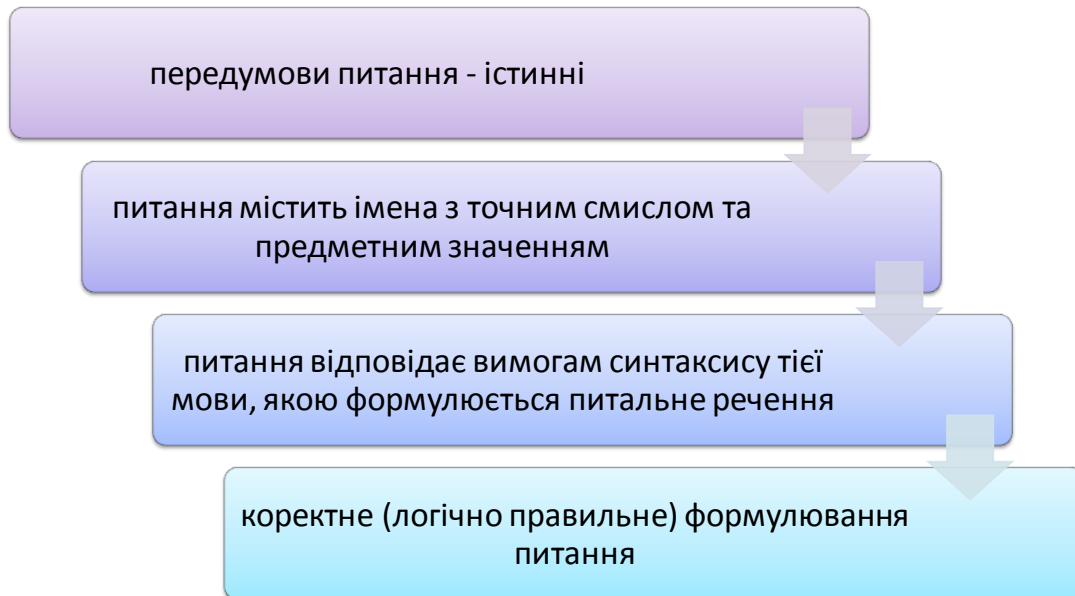 передумови питання - істинні
питання містить імена з точним смислом та
предметним значенням
питання відповідає вимогам синтаксису тієї
мови, якою формулюється питальне речення
коректне (логічно правильне) формулювання
питання